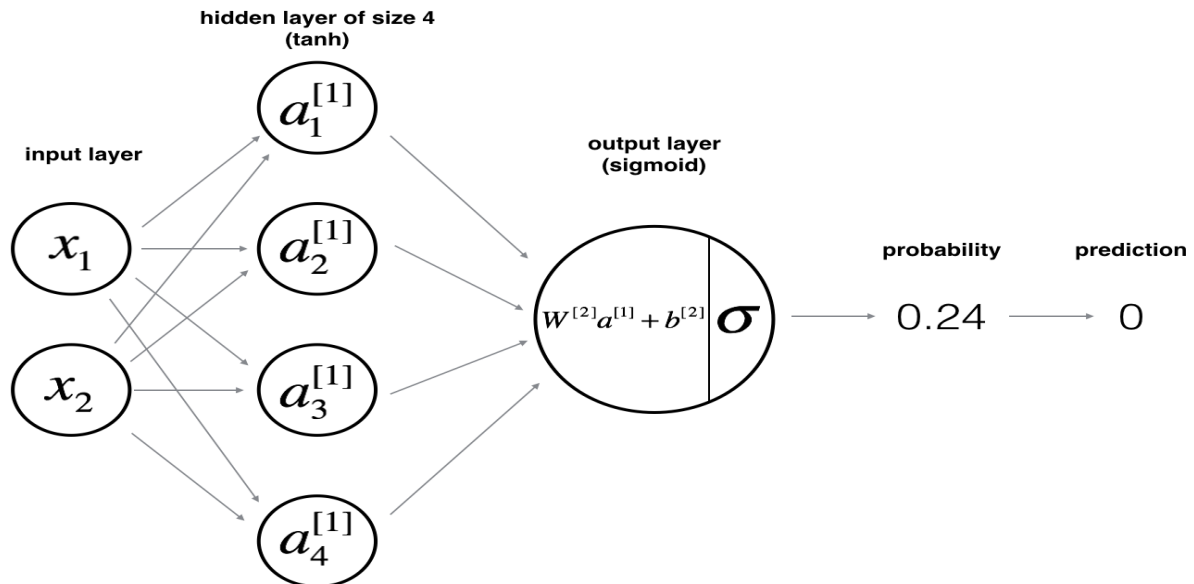 hidden layer of size 4
(tanh)
input layer
x₁
x₂
a₁^[1]
a₂^[1]
a₃^[1]
a₄^[1]
output layer
(sigmoid)
W^[2]a^[1] + b^[2]
σ
probability
0.24
prediction
0